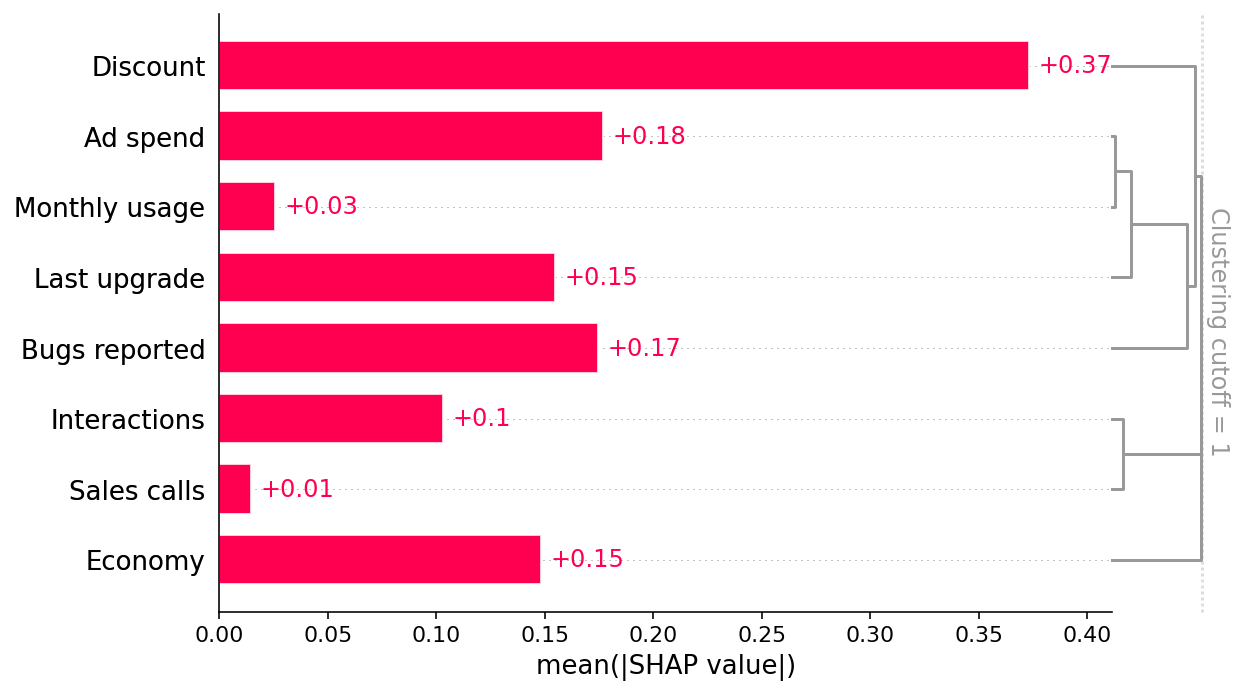 Discount
+0.37
Ad spend
+0.18
Monthly usage
+0.03
Last upgrade
+0.15
Bugs reported
+0.17
Interactions
+0.1
Sales calls
+0.01
Economy
+0.15
0.00 0.05 0.10 0.15 0.20 0.25 0.30 0.35 0.40
mean(|SHAP value|)
Clustering cutoff = 1